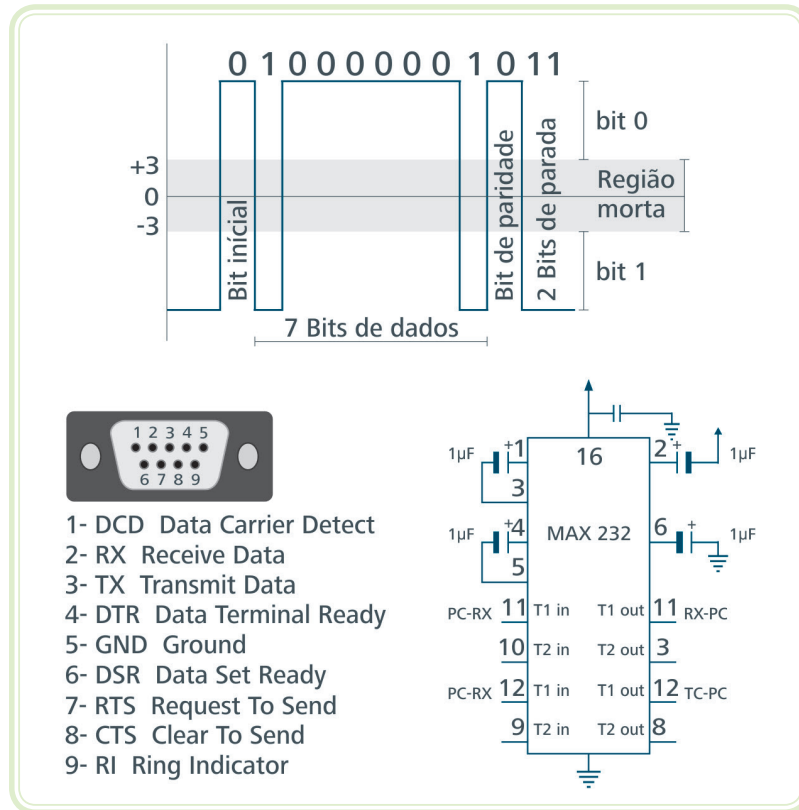 0 1 0 0 0 0 0 0 1 0 11
bit 0
+3
0
-3
Região
morta
bit 1
Bit inícial
Bit de paridade
2 Bits de parada
7 Bits de dados
1 2 3 4 5
6 7 8 9
1- DCD Data Carrier Detect
2- RX Receive Data
3- TX Transmit Data
4- DTR Data Terminal Ready
5- GND Ground
6- DSR Data Set Ready
7- RTS Request To Send
8- CTS Clear To Send
9- RI Ring Indicator
1µF + 1 16 2 + 1µF
3
MAX 232
1µF + 4 6 + 1µF
5
PC-RX 11 T1 in T1 out 11 RX-PC
10 T2 in T2 out 3
PC-RX 12 T1 in T1 out 12 TC-PC
9 T2 in T2 out 8